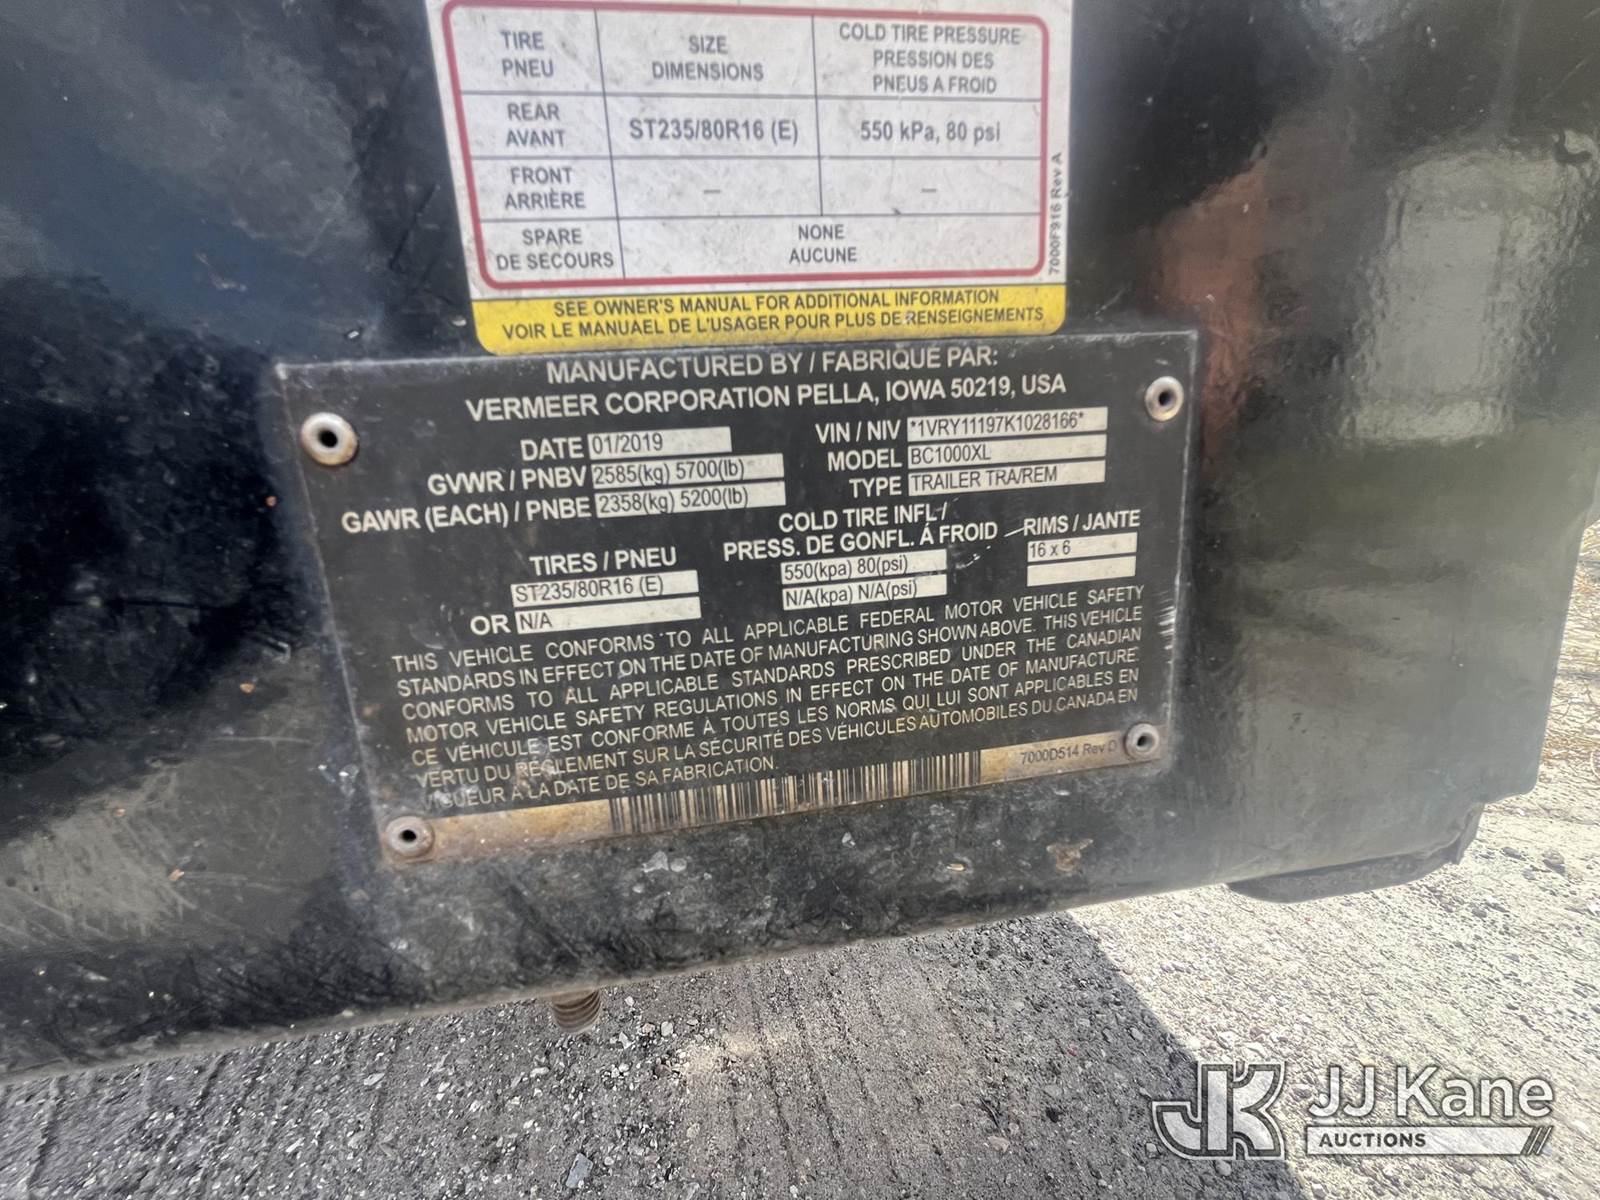 TIRE SIZE COLD TIRE PRESSURE
PNEU DIMENSIONS PRESSION DES
PNEUS A FROID
REAR
AVANT ST235/80R16 (E) 550 kPa, 80 psi
FRONT
ARRIÈRE — —
SPARE NONE
DE SECOURS AUCUNE
7000F916 Rev A
SEE OWNER'S MANUAL FOR ADDITIONAL INFORMATION
VOIR LE MANUAEL DE L'USAGER POUR PLUS DE RENSEIGNEMENTS
MANUFACTURED BY / FABRIQUÉ PAR:
VERMEER CORPORATION PELLA, IOWA 50219, USA
DATE 01/2019 VIN / NIV *1VRY11197K1028166*
GVWR / PNBV 2585(kg) 5700(lb) MODEL BC1000XL
GAWR (EACH) / PNBE 2358(kg) 5200(lb) TYPE TRAILER TRA/REM
TIRES / PNEU COLD TIRE INFL / PRESS. DE GONFL. À FROID RIMS / JANTE
ST235/80R16 (E) 550(kpa) 80(psi) 16 x 6
OR N/A N/A(kpa) N/A(psi)
THIS VEHICLE CONFORMS TO ALL APPLICABLE FEDERAL MOTOR VEHICLE SAFETY
STANDARDS IN EFFECT ON THE DATE OF MANUFACTURING SHOWN ABOVE. THIS VEHICLE
CONFORMS TO ALL APPLICABLE STANDARDS PRESCRIBED UNDER THE CANADIAN
MOTOR VEHICLE SAFETY REGULATIONS IN EFFECT ON THE DATE OF MANUFACTURE
CE VÉHICULE EST CONFORME À TOUTES LES NORMS QUI LUI SONT APPLICABLES EN
VERTU DU RÉGLEMENT SUR LA SÉCURITÉ DES VÉHICULES AUTOMOBILES DU CANADA EN
VIGUEUR A LA DATE DE SA FABRICATION.
7000D514 Rev D
JK JJ Kane
AUCTIONS